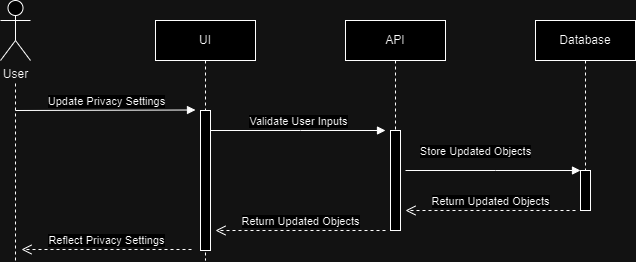 UI
API
Database
User
Update Privacy Settings
Validate User Inputs
Store Updated Objects
Return Updated Objects
Return Updated Objects
Reflect Privacy Settings